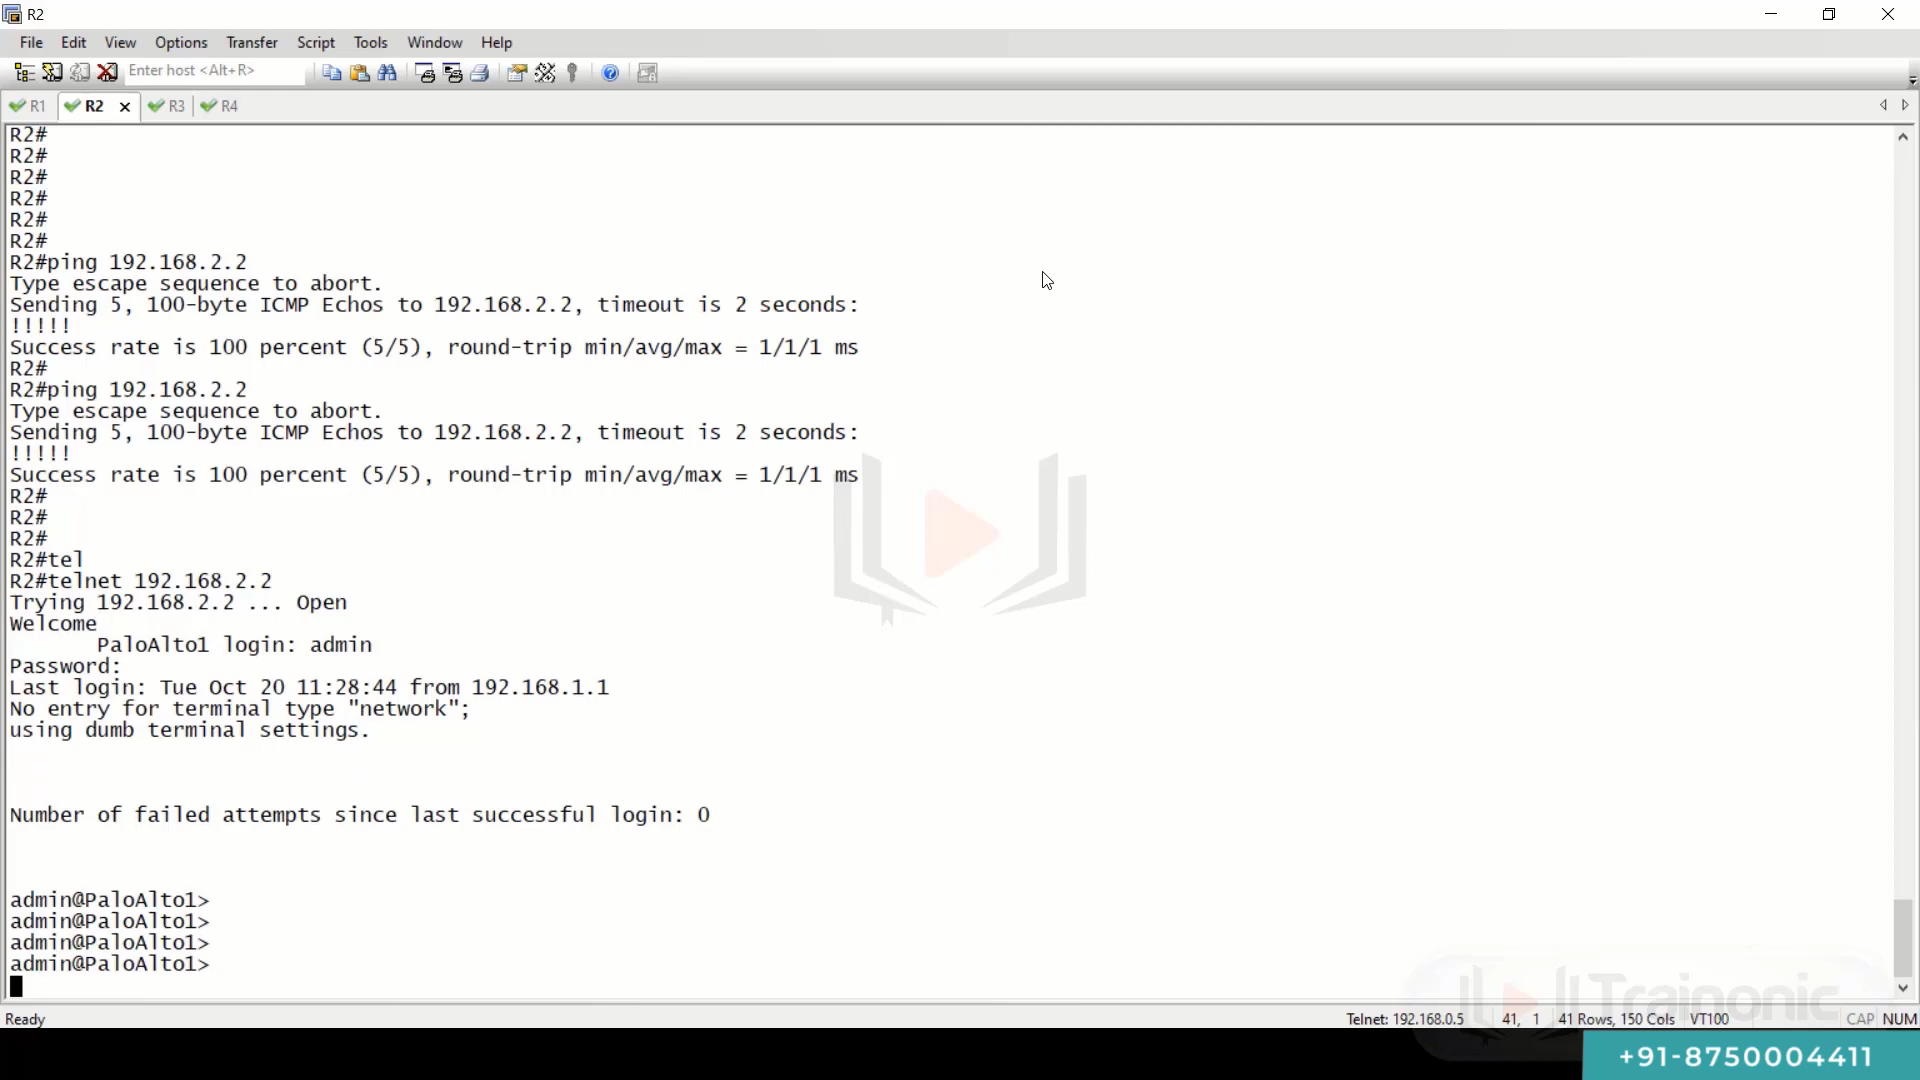 R2
File Edit View Options Transfer Script Tools Window Help
Enter host <Alt+R>
R1 R2 R3 R4
R2#
R2#
R2#
R2#
R2#
R2#
R2#ping 192.168.2.2
Type escape sequence to abort.
Sending 5, 100-byte ICMP Echos to 192.168.2.2, timeout is 2 seconds:
!!!!!
Success rate is 100 percent (5/5), round-trip min/avg/max = 1/1/1 ms
R2#
R2#ping 192.168.2.2
Type escape sequence to abort.
Sending 5, 100-byte ICMP Echos to 192.168.2.2, timeout is 2 seconds:
!!!!!
Success rate is 100 percent (5/5), round-trip min/avg/max = 1/1/1 ms
R2#
R2#
R2#
R2#tel
R2#telnet 192.168.2.2
Trying 192.168.2.2 ... Open
Welcome
PaloAlto1 login: admin
Password:
Last login: Tue Oct 20 11:28:44 from 192.168.1.1
No entry for terminal type "network";
using dumb terminal settings.
Number of failed attempts since last successful login: 0
admin@PaloAlto1>
admin@PaloAlto1>
admin@PaloAlto1>
admin@PaloAlto1>
Trainonic
Ready Telnet: 192.168.0.5 41, 1 41 Rows, 150 Cols VT100 CAP NUM
+91-8750004411